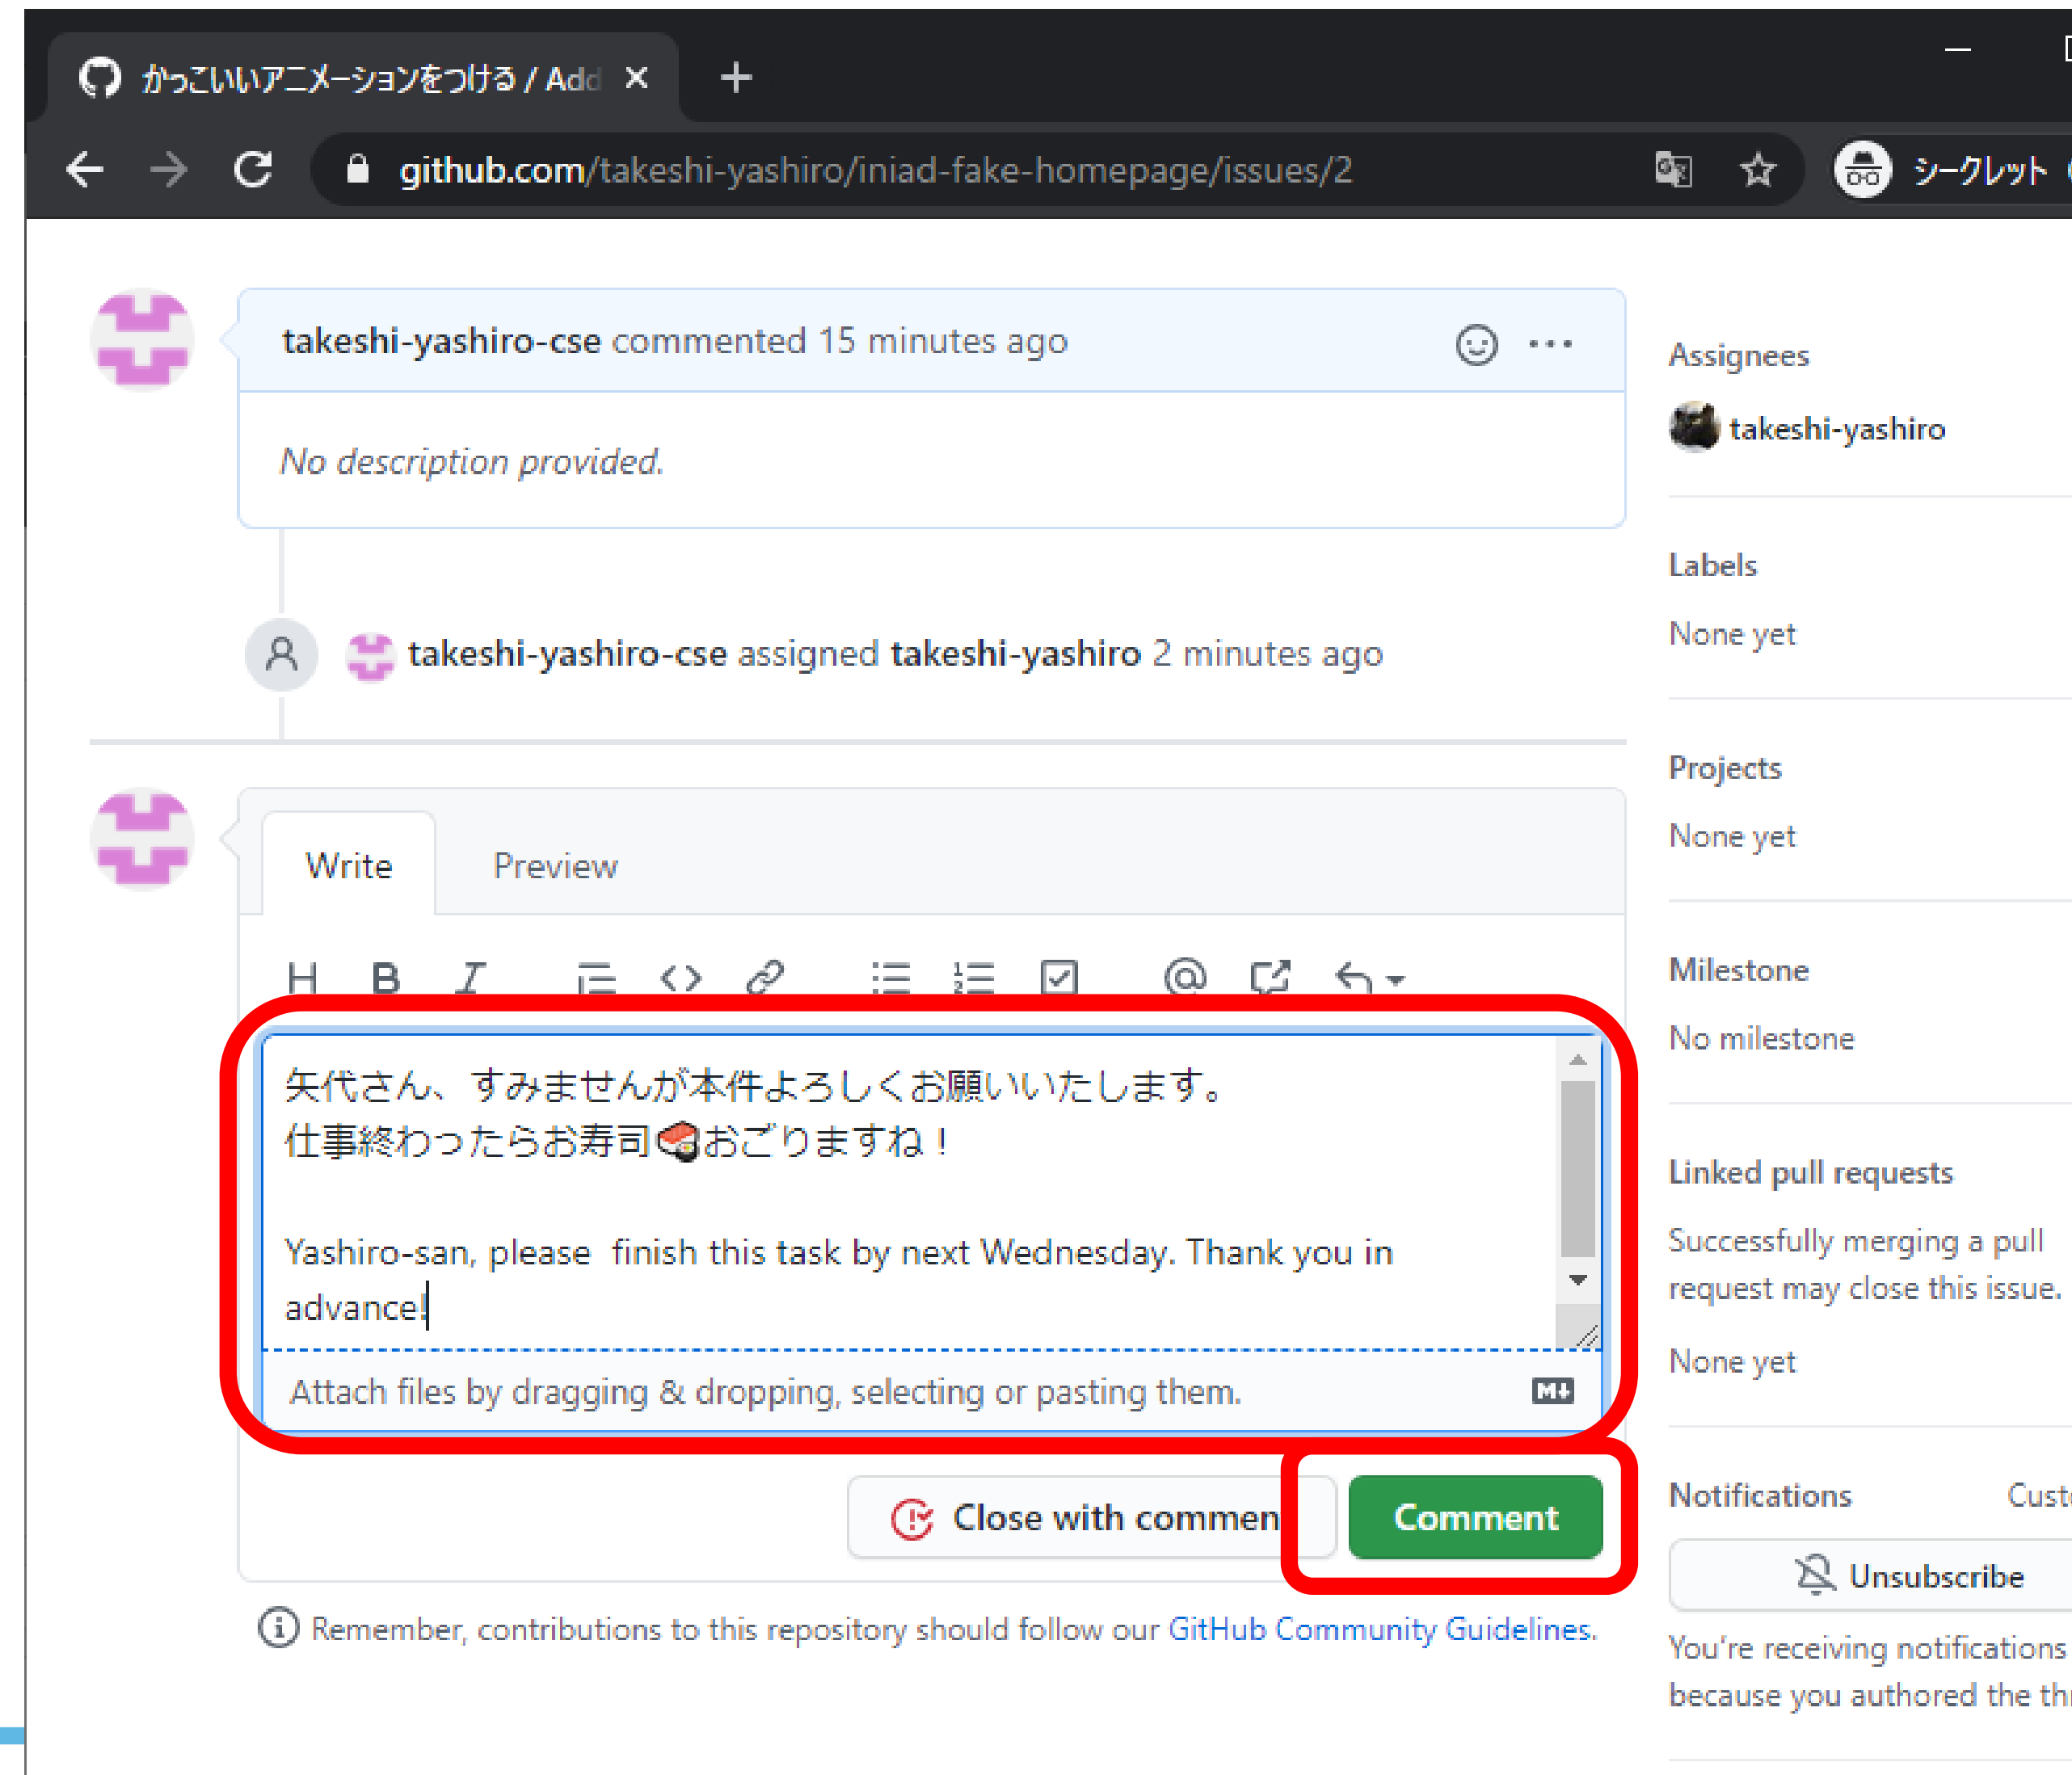 かっこいいアニメーションをつける / Add
github.com/takeshi-yashiro/iniad-fake-homepage/issues/2
シークレット
takeshi-yashiro-cse commented 15 minutes ago
No description provided.
takeshi-yashiro-cse assigned takeshi-yashiro 2 minutes ago
Write Preview
矢代さん、すみませんが本件よろしくお願いいたします。
仕事終わったらお寿司🍣おごりますね！
Yashiro-san, please  finish this task by next Wednesday. Thank you in
advance!
Attach files by dragging & dropping, selecting or pasting them.
Close with commen
Comment
Remember, contributions to this repository should follow our GitHub Community Guidelines.
Assignees
takeshi-yashiro
Labels
None yet
Projects
None yet
Milestone
No milestone
Linked pull requests
Successfully merging a pull
request may close this issue.
None yet
Notifications
Unsubscribe
You're receiving notifications
because you authored the